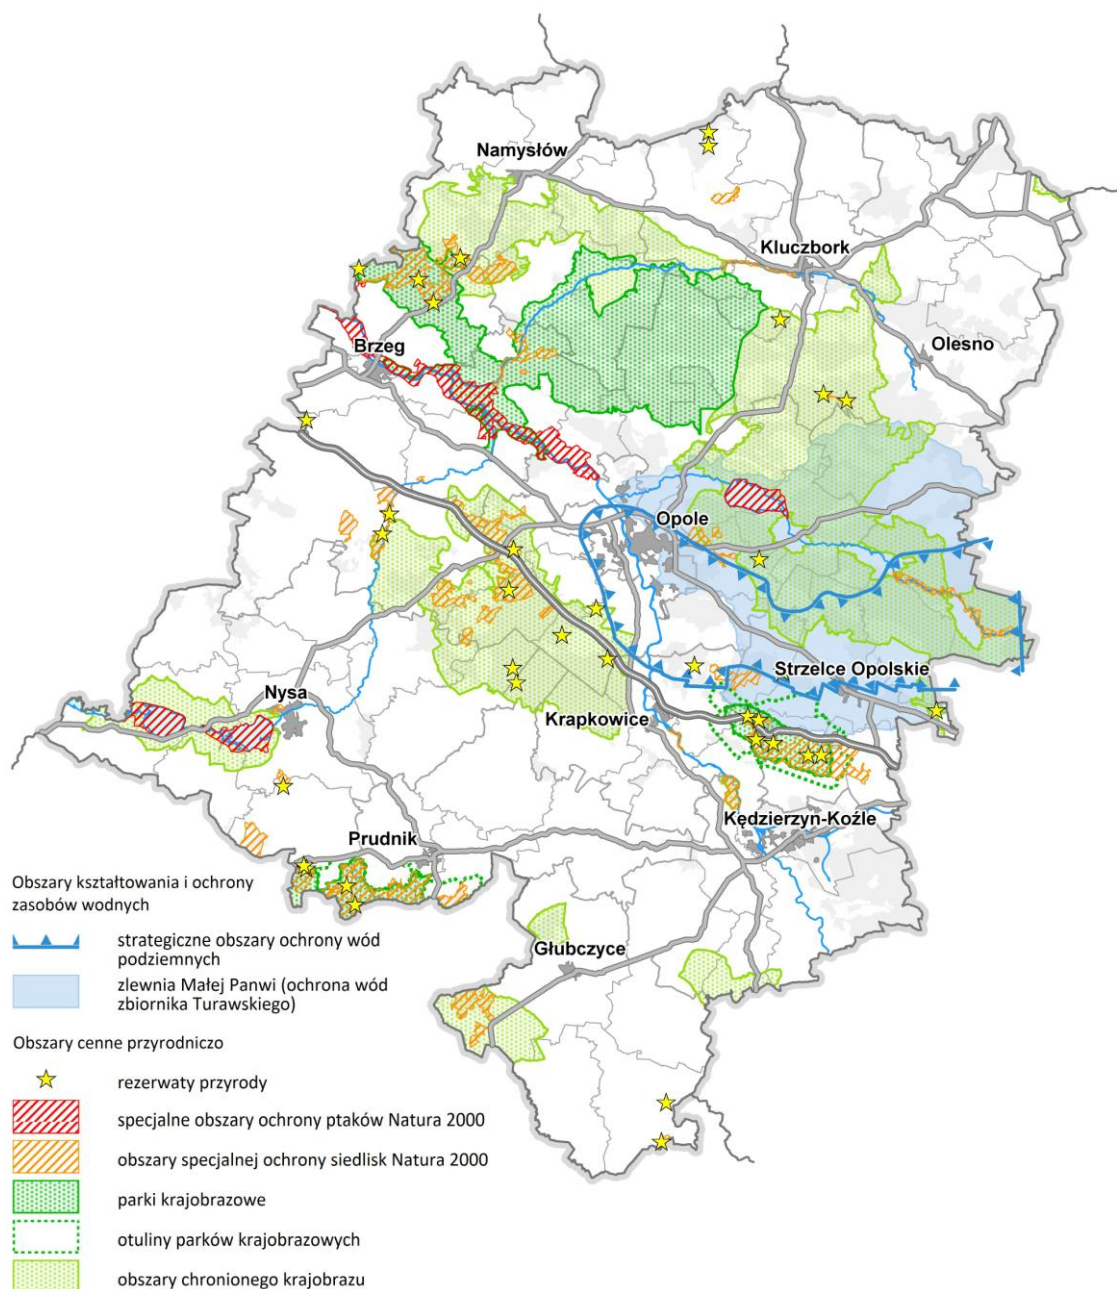 Namysłów
Kluczbork
Olesno
Brzeg
Opole
Strzelce Opolskie
Nysa
Krapkowice
Kędzierzyn-Koźle
Prudnik
Głubczyce
Obszary kształtowania i ochrony
zasobów wodnych
strategiczne obszary ochrony wód
podziemnych
zlewnia Małej Panwi (ochrona wód
zbiornika Turawskiego)
Obszary cenne przyrodniczo
rezerwaty przyrody
specjalne obszary ochrony ptaków Natura 2000
obszary specjalnej ochrony siedlisk Natura 2000
parki krajobrazowe
otuliny parków krajobrazowych
obszary chronionego krajobrazu